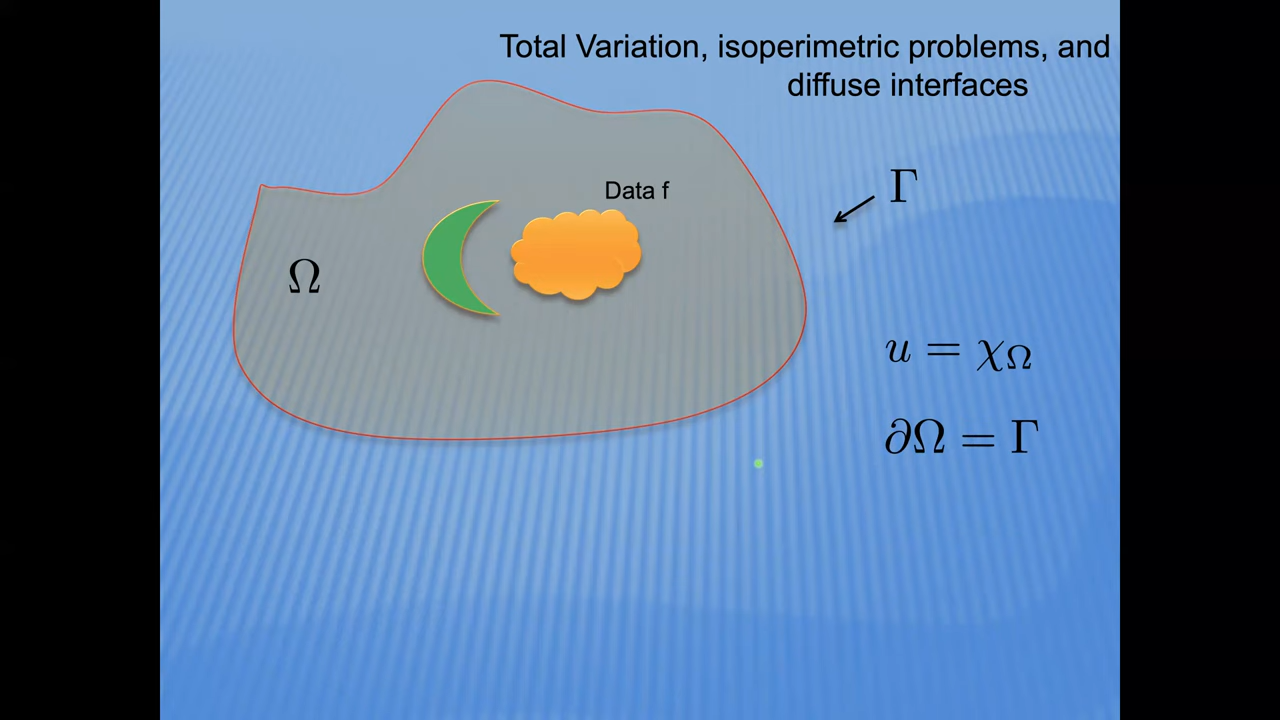 Total Variation, isoperimetric problems, and
diffuse interfaces
Data f
Γ
Ω
u = χ_Ω
∂Ω = Γ